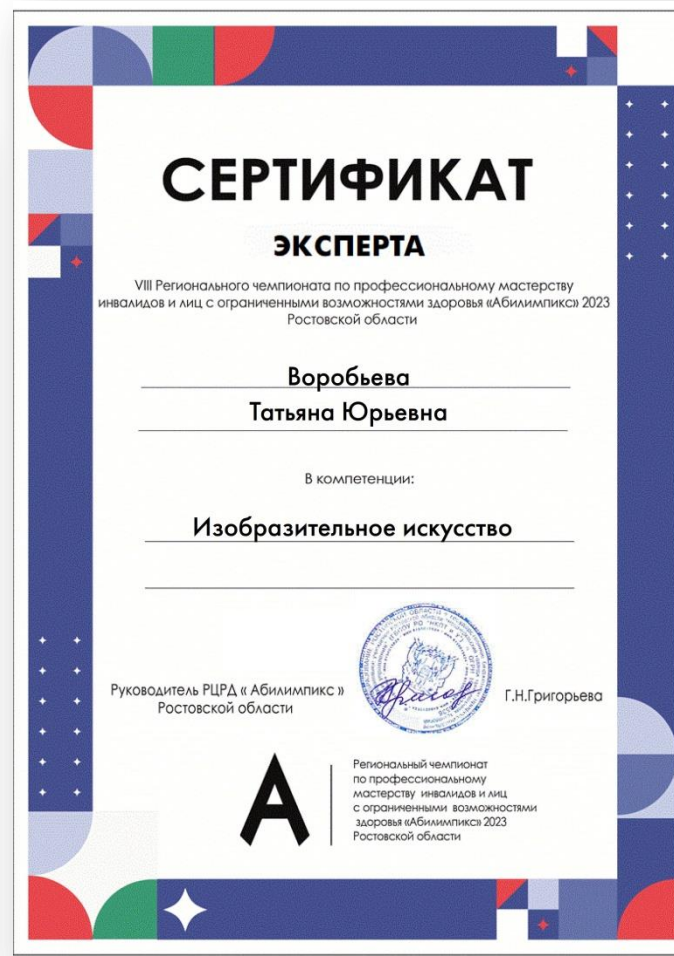 СЕРТИФИКАТ
ЭКСПЕРТА
VIII Регионального чемпионата по профессиональному мастерству
инвалидов и лиц с ограниченными возможностями здоровья «Абилимпикс» 2023
Ростовской области
Воробьева
Татьяна Юрьевна
В компетенции:
Изобразительное искусство
Руководитель РЦРД « Абилимпикс »
Ростовской области
Г.Н.Григорьева
А
Региональный чемпионат
по профессиональному
мастерству инвалидов и лиц
с ограниченными возможностями
здоровья «Абилимпикс» 2023
Ростовской области